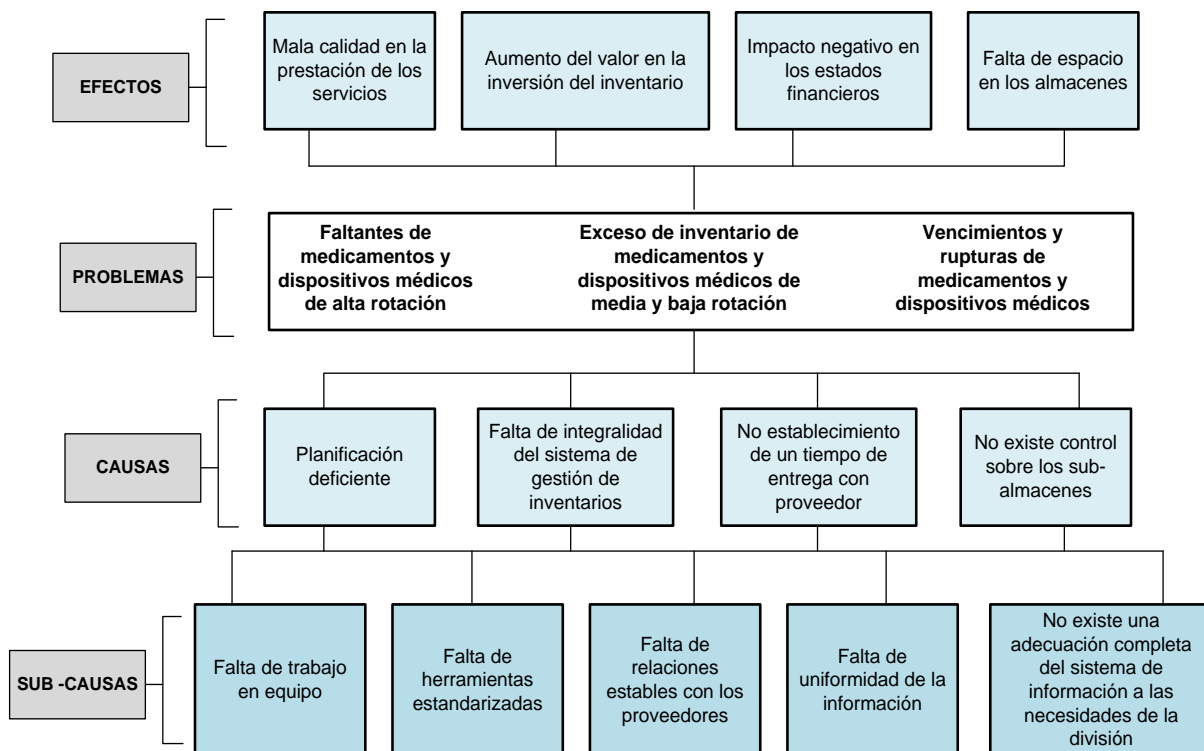 EFECTOS
Mala calidad en la
prestación de los
servicios
Aumento del valor en la
inversión del inventario
Impacto negativo en
los estados
financieros
Falta de espacio
en los almacenes
PROBLEMAS
Faltantes de
medicamentos y
dispositivos médicos
de alta rotación
Exceso de inventario de
medicamentos y
dispositivos médicos de
media y baja rotación
Vencimientos y
rupturas de
medicamentos y
dispositivos médicos
CAUSAS
Planificación
deficiente
Falta de integralidad
del sistema de
gestión de
inventarios
No establecimiento
de un tiempo de
entrega con
proveedor
No existe control
sobre los sub-
almacenes
SUB -CAUSAS
Falta de trabajo
en equipo
Falta de
herramientas
estandarizadas
Falta de
relaciones
estables con los
proveedores
Falta de
uniformidad de la
información
No existe una
adecuación completa
del sistema de
información a las
necesidades de la
división